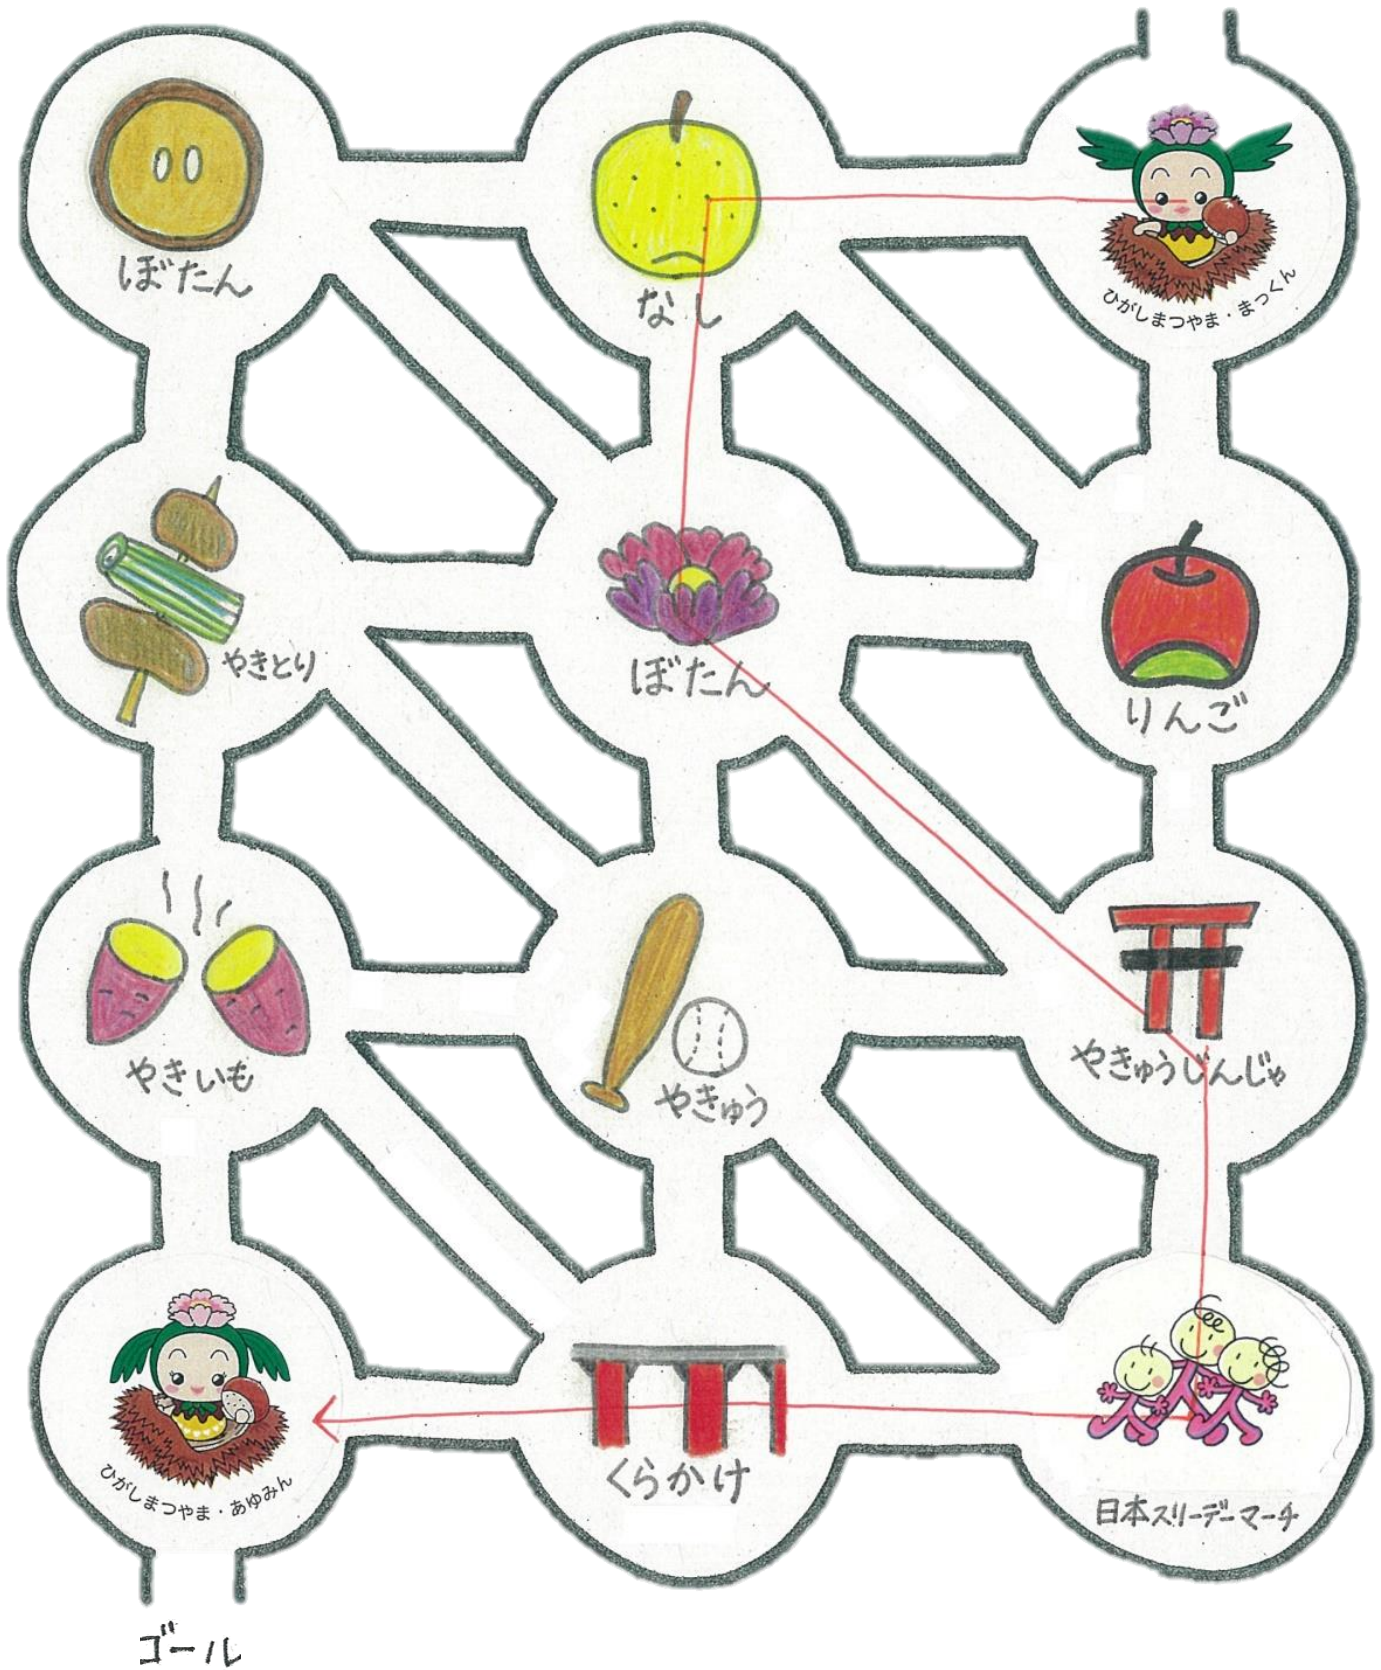 ぼたん
なし
ひがしまつやま・まっくん
やきとり
ぼたん
りんご
やきいも
やきゅう
やきゅうじんじゃ
ひがしまつやま・あゆみん
くらかけ
日本スリーデーマーチ
ゴール